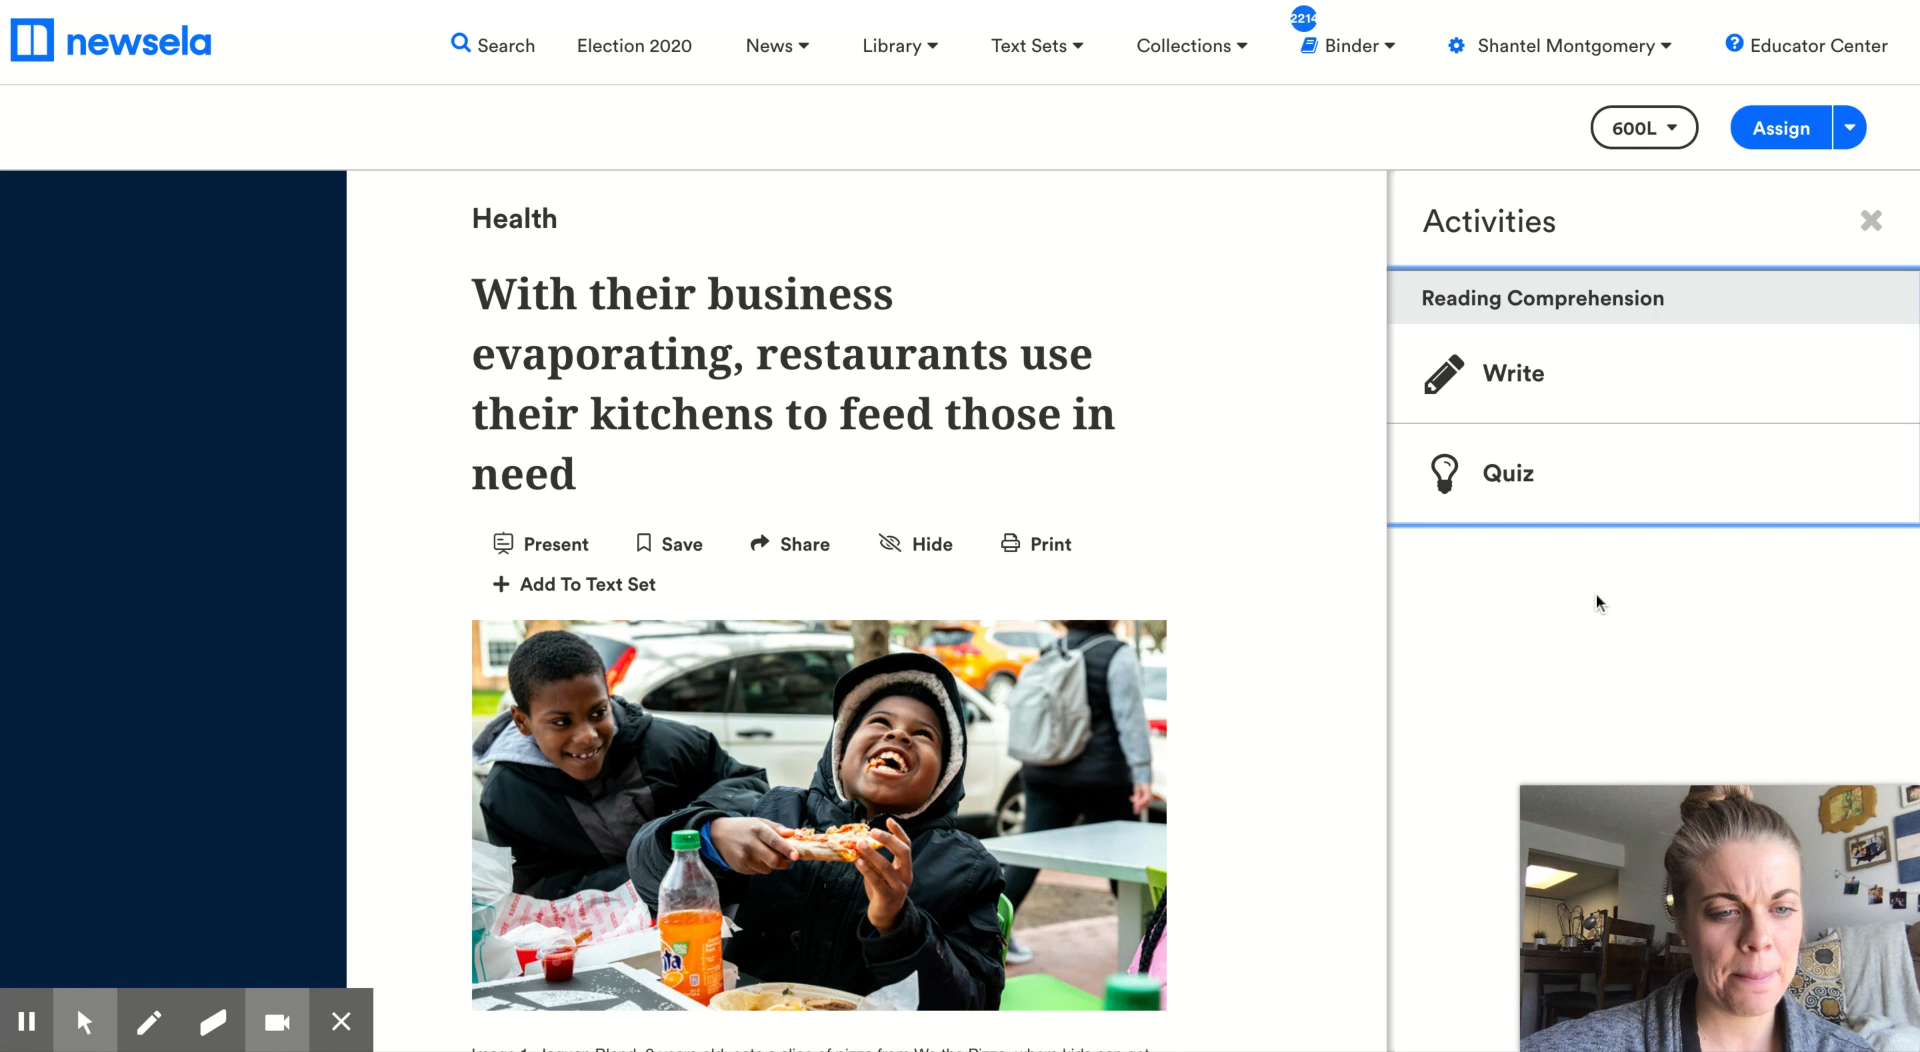 newsela
Search
Election 2020
News
Library
Text Sets
Collections
2214
Binder
Shantel Montgomery
Educator Center
600L
Assign
Health
With their business
evaporating, restaurants use
their kitchens to feed those in
need
Present
Save
Share
Hide
Print
Add To Text Set
Activities
Reading Comprehension
Write
Quiz